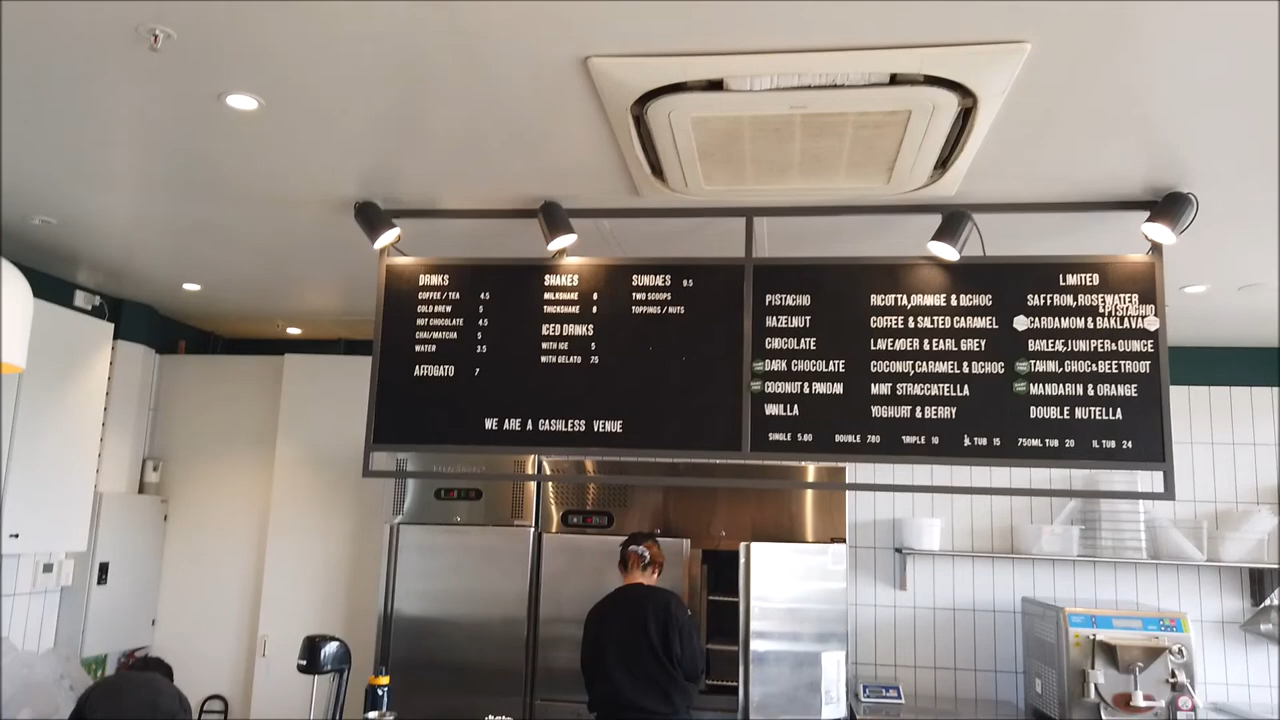 DRINKS
COFFEE / TEA 4.5
COLD BREW 5
HOT CHOCOLATE 4.5
CHAI/MATCHA 5
WATER 3.5
AFFOGATO 7
SHAKES
MILKSHAKE 6
THICKSHAKE 8
ICED DRINKS
WITH ICE 5
WITH GELATO 7.5
SUNDAES 9.5
TWO SCOOPS
TOPPINGS / NUTS
WE ARE A CASHLESS VENUE
PISTACHIO
HAZELNUT
CHOCOLATE
DARK CHOCOLATE
COCONUT & PANDAN
VANILLA
RICOTTA, ORANGE & D.CHOC
COFFEE & SALTED CARAMEL
LAVENDER & EARL GREY
COCONUT, CARAMEL & D.CHOC
MINT STRACCIATELLA
YOGHURT & BERRY
LIMITED
SAFFRON, ROSEWATER
& PISTACHIO
CARDAMOM & BAKLAVA
BAYLEAF, JUNIPER & QUINCE
TAHINI, CHOC & BEETROOT
MANDARIN & ORANGE
DOUBLE NUTELLA
SINGLE 5.80 DOUBLE 7.80 TRIPLE 10 ½L TUB 15 750ML TUB 20 1L TUB 24